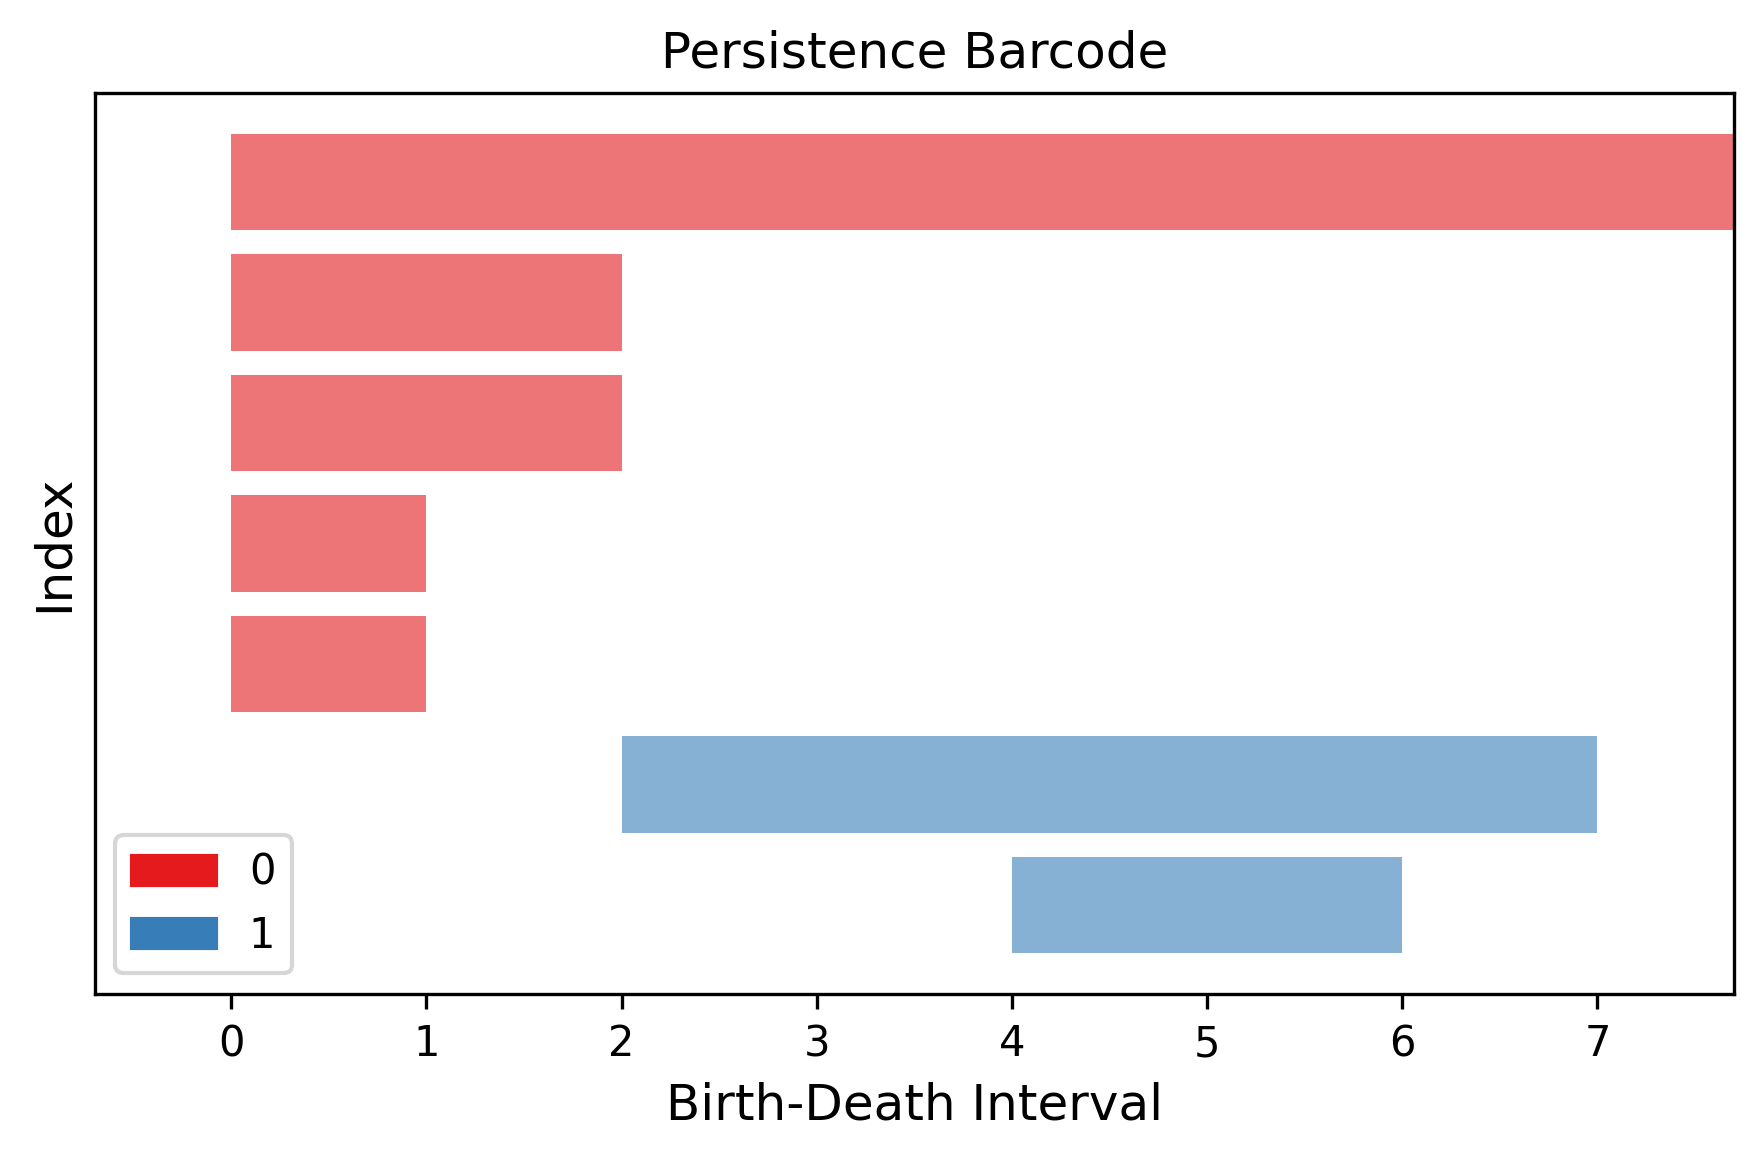 Persistence Barcode
Index
0
1
0 1 2 3 4 5 6 7
Birth-Death Interval